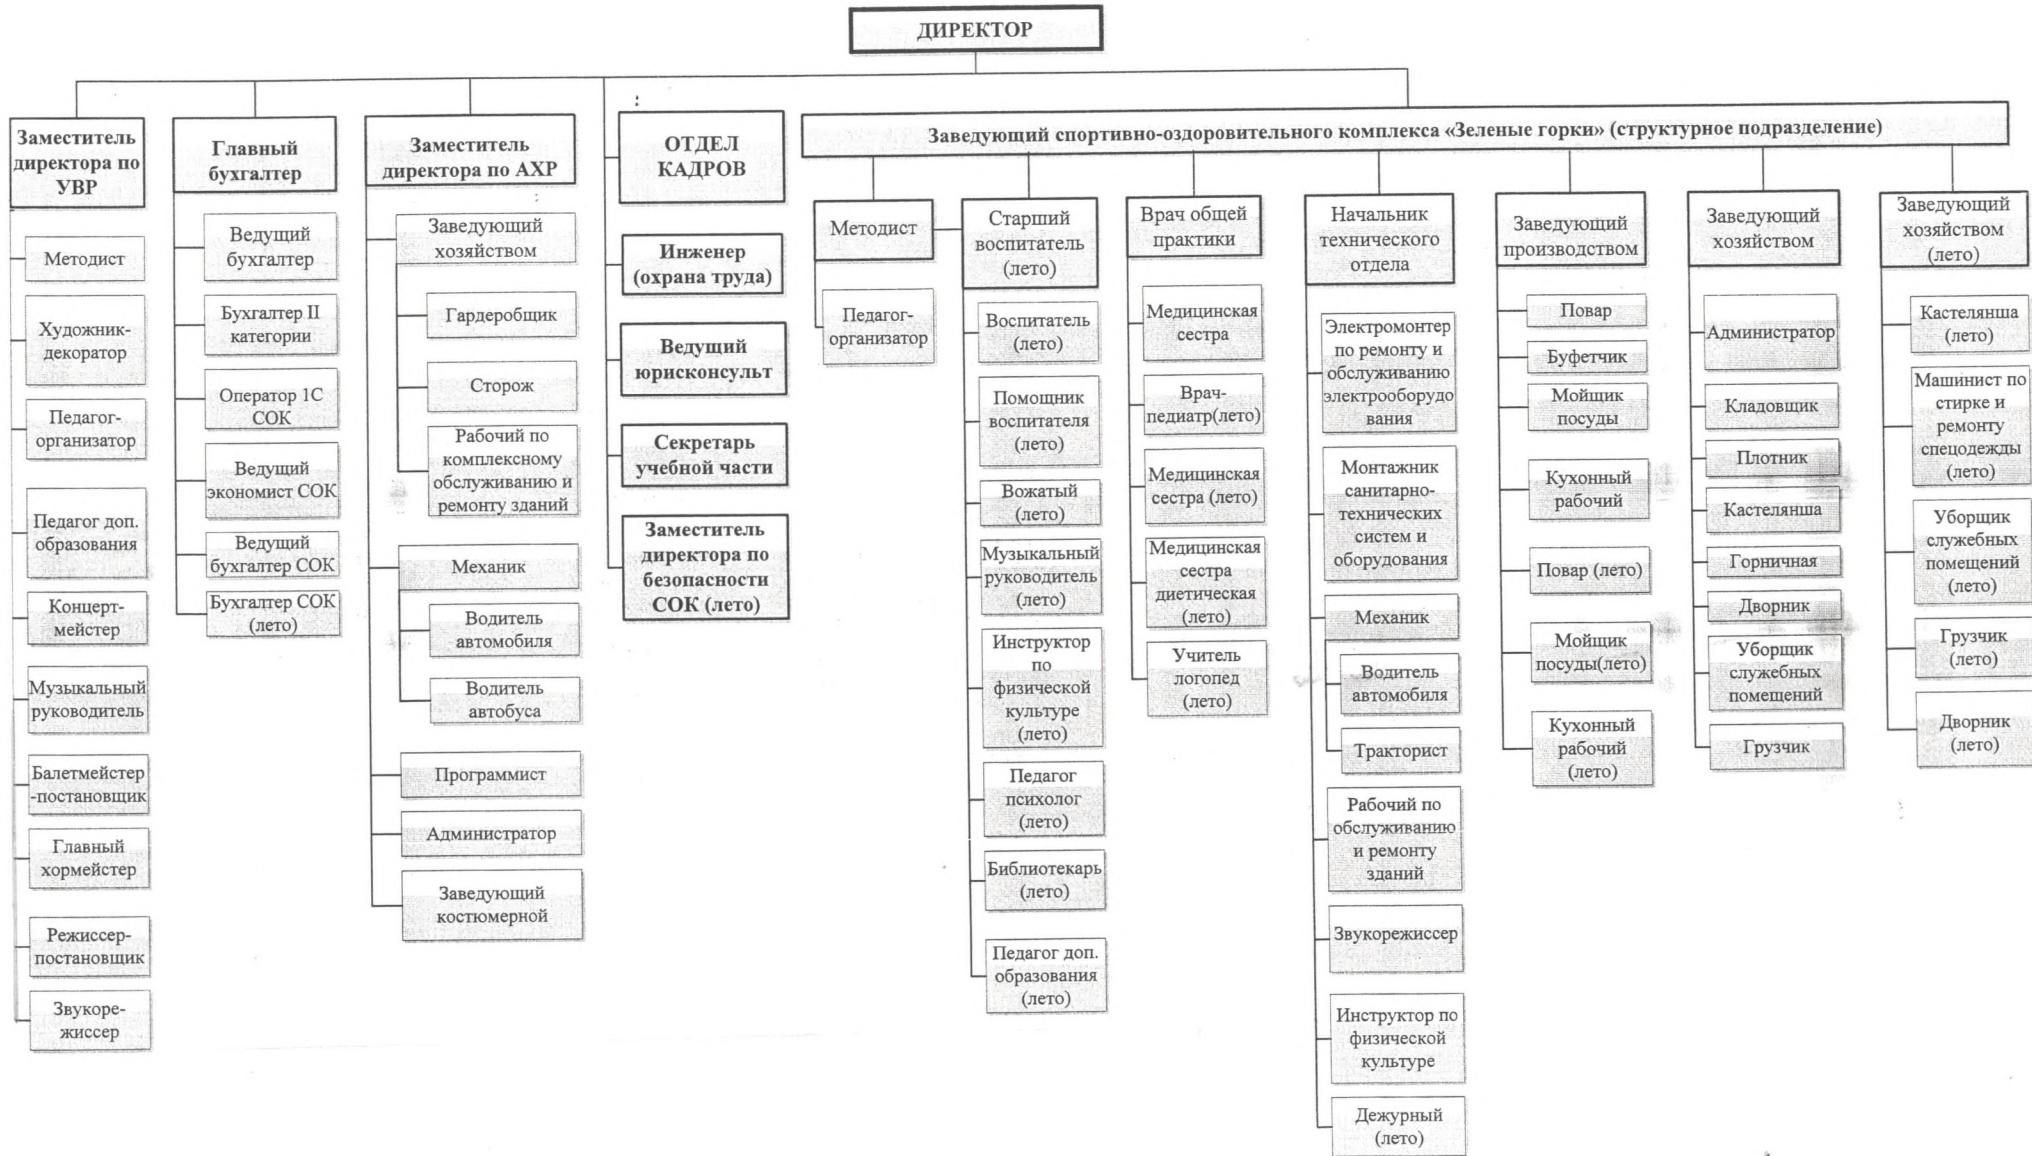 ДИРЕКТОР
Заместитель
директора по
УВР
Методист
Художник-
декоратор
Педагог-
организатор
Педагог доп.
образования
Концерт-
мейстер
Музыкальный
руководитель
Балетмейстер
-постановщик
Главный
хормейстер
Режиссер-
постановщик
Звукоре-
жиссер
Главный
бухгалтер
Ведущий
бухгалтер
Бухгалтер II
категории
Оператор 1С
СОК
Ведущий
экономист СОК
Ведущий
бухгалтер СОК
Бухгалтер СОК
(лето)
Заместитель
директора по АХР
Заведующий
хозяйством
Гардеробщик
Сторож
Рабочий по
комплексному
обслуживанию и
ремонту зданий
Механик
Водитель
автомобиля
Водитель
автобуса
Программист
Администратор
Заведующий
костюмерной
ОТДЕЛ
КАДРОВ
Инженер
(охрана труда)
Ведущий
юрисконсульт
Секретарь
учебной части
Заместитель
директора по
безопасности
СОК (лето)
Заведующий спортивно-оздоровительного комплекса «Зеленые горки» (структурное подразделение)
Методист
Педагог-
организатор
Старший
воспитатель
(лето)
Воспитатель
(лето)
Помощник
воспитателя
(лето)
Вожатый
(лето)
Музыкальный
руководитель
(лето)
Инструктор
по
физической
культуре
(лето)
Педагог
психолог
(лето)
Библиотекарь
(лето)
Педагог доп.
образования
(лето)
Врач общей
практики
Медицинская
сестра
Врач-
педиатр(лето)
Медицинская
сестра (лето)
Медицинская
сестра
диетическая
(лето)
Учитель
логопед
(лето)
Начальник
технического
отдела
Электромонтер
по ремонту и
обслуживанию
электрооборудо
вания
Монтажник
санитарно-
технических
систем и
оборудования
Механик
Водитель
автомобиля
Тракторист
Рабочий по
обслуживанию
и ремонту
зданий
Звукорежиссер
Инструктор по
физической
культуре
Дежурный
(лето)
Заведующий
производством
Повар
Буфетчик
Мойщик
посуды
Кухонный
рабочий
Повар (лето)
Мойщик
посуды(лето)
Кухонный
рабочий
(лето)
Заведующий
хозяйством
Администратор
Кладовщик
Плотник
Кастелянша
Горничная
Дворник
Уборщик
служебных
помещений
Грузчик
Заведующий
хозяйством
(лето)
Кастелянша
(лето)
Машинист по
стирке и
ремонту
спецодежды
(лето)
Уборщик
служебных
помещений
(лето)
Грузчик
(лето)
Дворник
(лето)